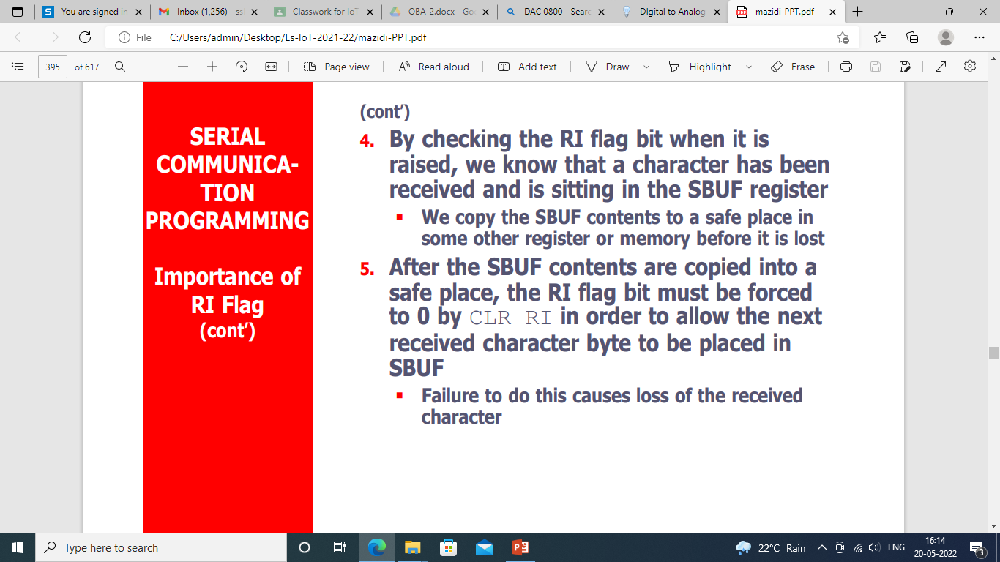 You are signed in
Inbox (1,256) - ss
Classwork for IoT
OBA-2.docx - Goo
DAC 0800 - Searc
DIgital to Analog
mazidi-PPT.pdf
File
C:/Users/admin/Desktop/Es-IoT-2021-22/mazidi-PPT.pdf
395 of 617
Page view
Read aloud
Add text
Draw
Highlight
Erase
SERIAL
COMMUNICA-
TION
PROGRAMMING
Importance of
RI Flag
(cont’)
(cont’)
4. By checking the RI flag bit when it is
raised, we know that a character has been
received and is sitting in the SBUF register
▪ We copy the SBUF contents to a safe place in
some other register or memory before it is lost
5. After the SBUF contents are copied into a
safe place, the RI flag bit must be forced
to 0 by CLR RI in order to allow the next
received character byte to be placed in
SBUF
▪ Failure to do this causes loss of the received
character
Type here to search
22°C Rain
ENG
16:14
20-05-2022
3